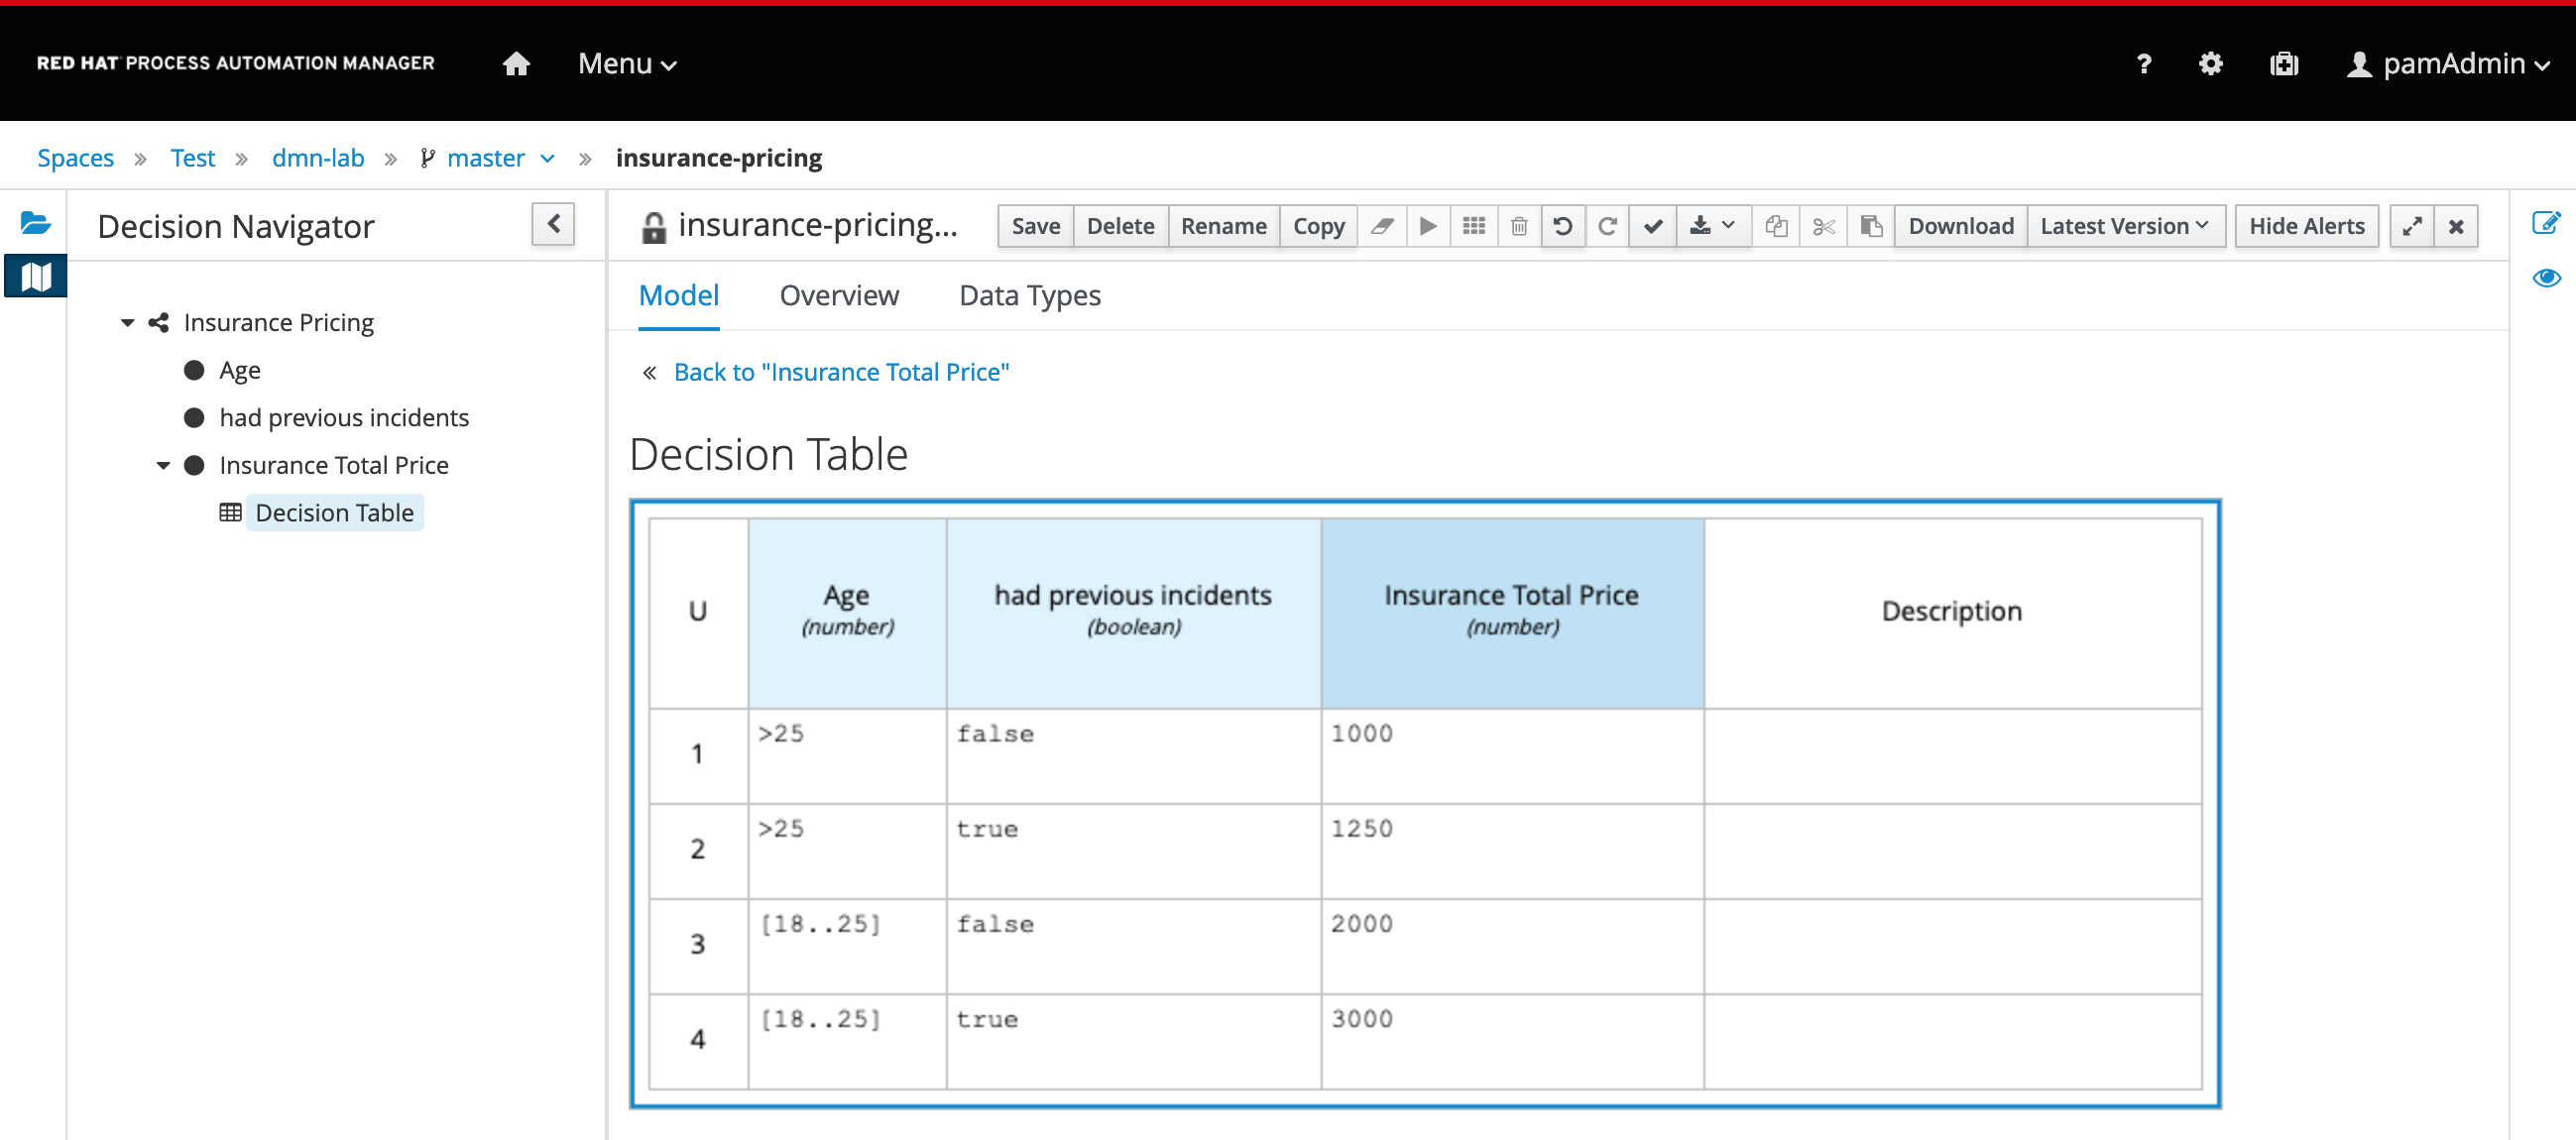 RED HAT PROCESS AUTOMATION MANAGER Menu ? pamAdmin
Spaces » Test » dmn-lab » master » insurance-pricing
Decision Navigator
Insurance Pricing
Age
had previous incidents
Insurance Total Price
Decision Table
insurance-pricing... Save Delete Rename Copy Download Latest Version Hide Alerts
Model Overview Data Types
« Back to "Insurance Total Price"
Decision Table
U Age (number) had previous incidents (boolean) Insurance Total Price (number) Description
1 >25 false 1000
2 >25 true 1250
3 [18..25] false 2000
4 [18..25] true 3000